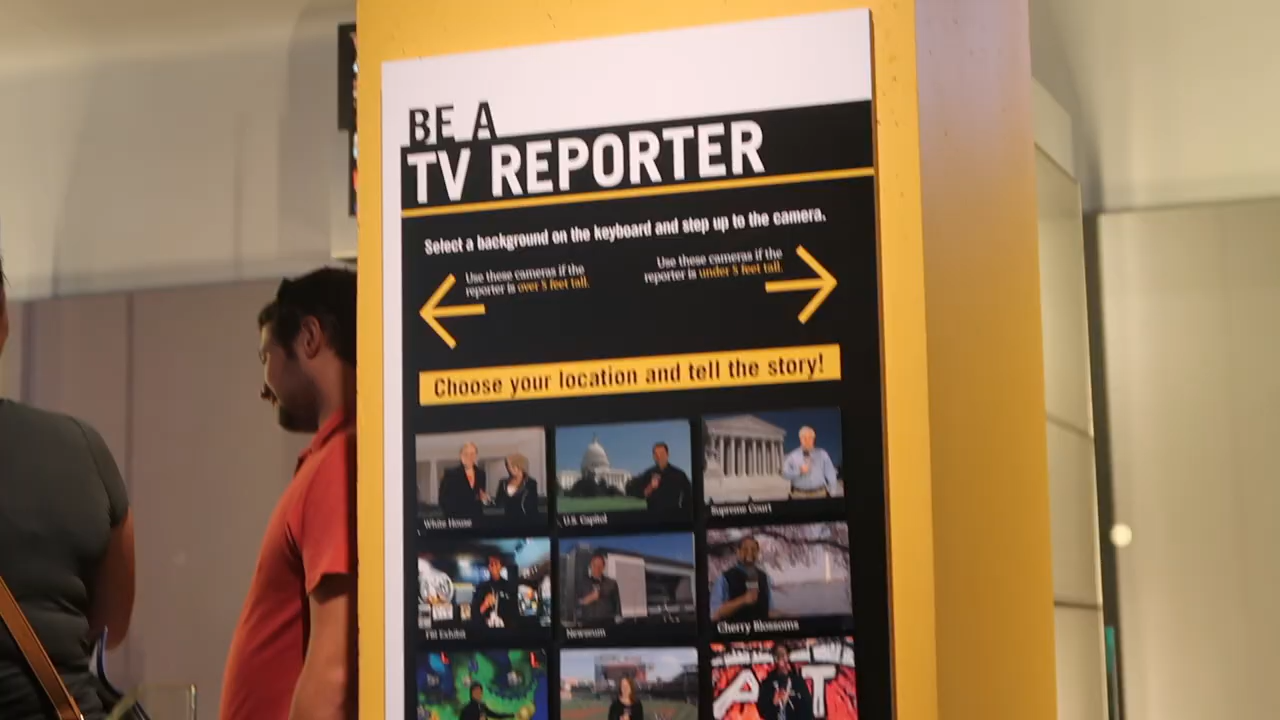 BE A
TV REPORTER
Select a background on the keyboard and step up to the camera.
Use these cameras if the
reporter is over 5 feet tall.
Use these cameras if the
reporter is under 5 feet tall.
Choose your location and tell the story!
White House
U.S. Capitol
Supreme Court
FBI Exhibit
Newseum
Cherry Blossoms